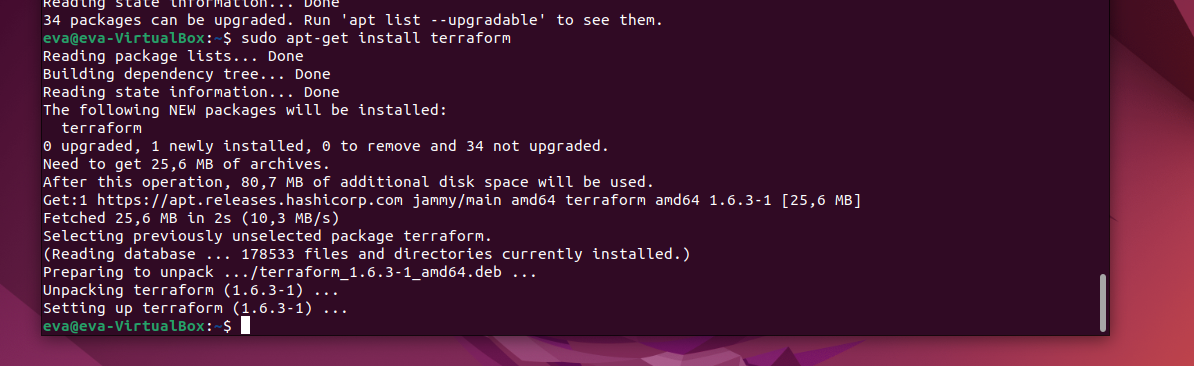 Reading state information... Done
34 packages can be upgraded. Run 'apt list --upgradable' to see them.
eva@eva-VirtualBox:~$ sudo apt-get install terraform
Reading package lists... Done
Building dependency tree... Done
Reading state information... Done
The following NEW packages will be installed:
  terraform
0 upgraded, 1 newly installed, 0 to remove and 34 not upgraded.
Need to get 25,6 MB of archives.
After this operation, 80,7 MB of additional disk space will be used.
Get:1 https://apt.releases.hashicorp.com jammy/main amd64 terraform amd64 1.6.3-1 [25,6 MB]
Fetched 25,6 MB in 2s (10,3 MB/s)
Selecting previously unselected package terraform.
(Reading database ... 178533 files and directories currently installed.)
Preparing to unpack .../terraform_1.6.3-1_amd64.deb ...
Unpacking terraform (1.6.3-1) ...
Setting up terraform (1.6.3-1) ...
eva@eva-VirtualBox:~$